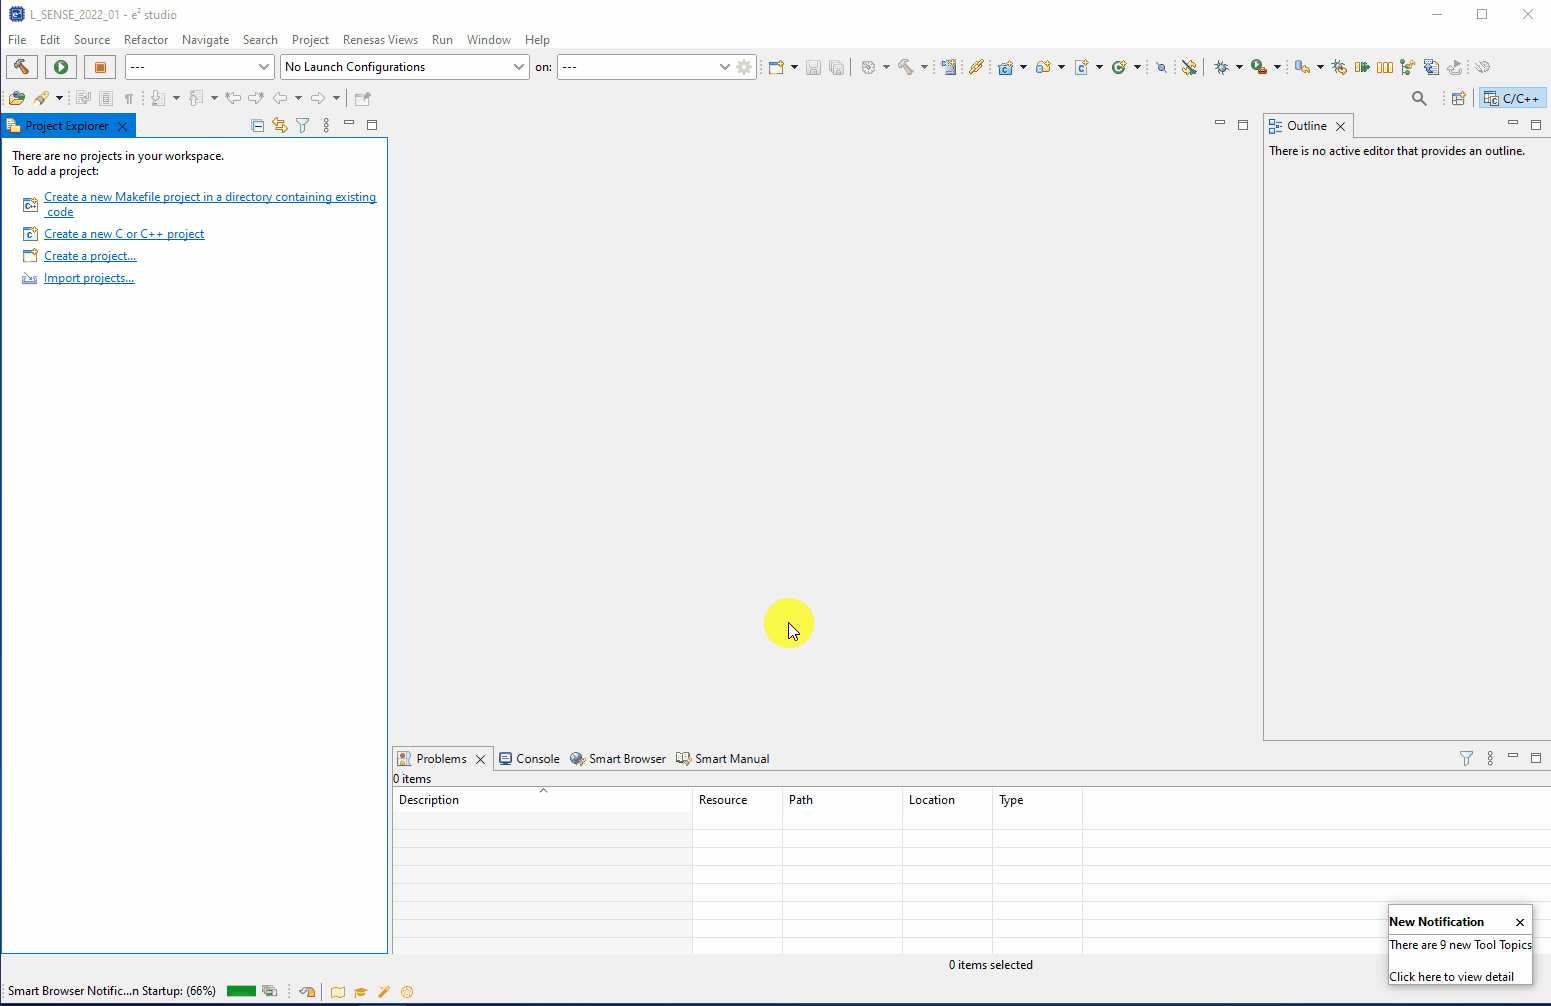 L_SENSE_2022_01 - e² studio
File Edit Source Refactor Navigate Search Project Renesas Views Run Window Help
--- No Launch Configurations on: ---
C/C++
Project Explorer
There are no projects in your workspace.
To add a project:
Create a new Makefile project in a directory containing existing
code
Create a new C or C++ project
Create a project...
Import projects...
Outline
There is no active editor that provides an outline.
Problems Console Smart Browser Smart Manual
0 items
Description Resource Path Location Type
New Notification
There are 9 new Tool Topics
Click here to view detail
0 items selected
Smart Browser Notific...n Startup: (66%)